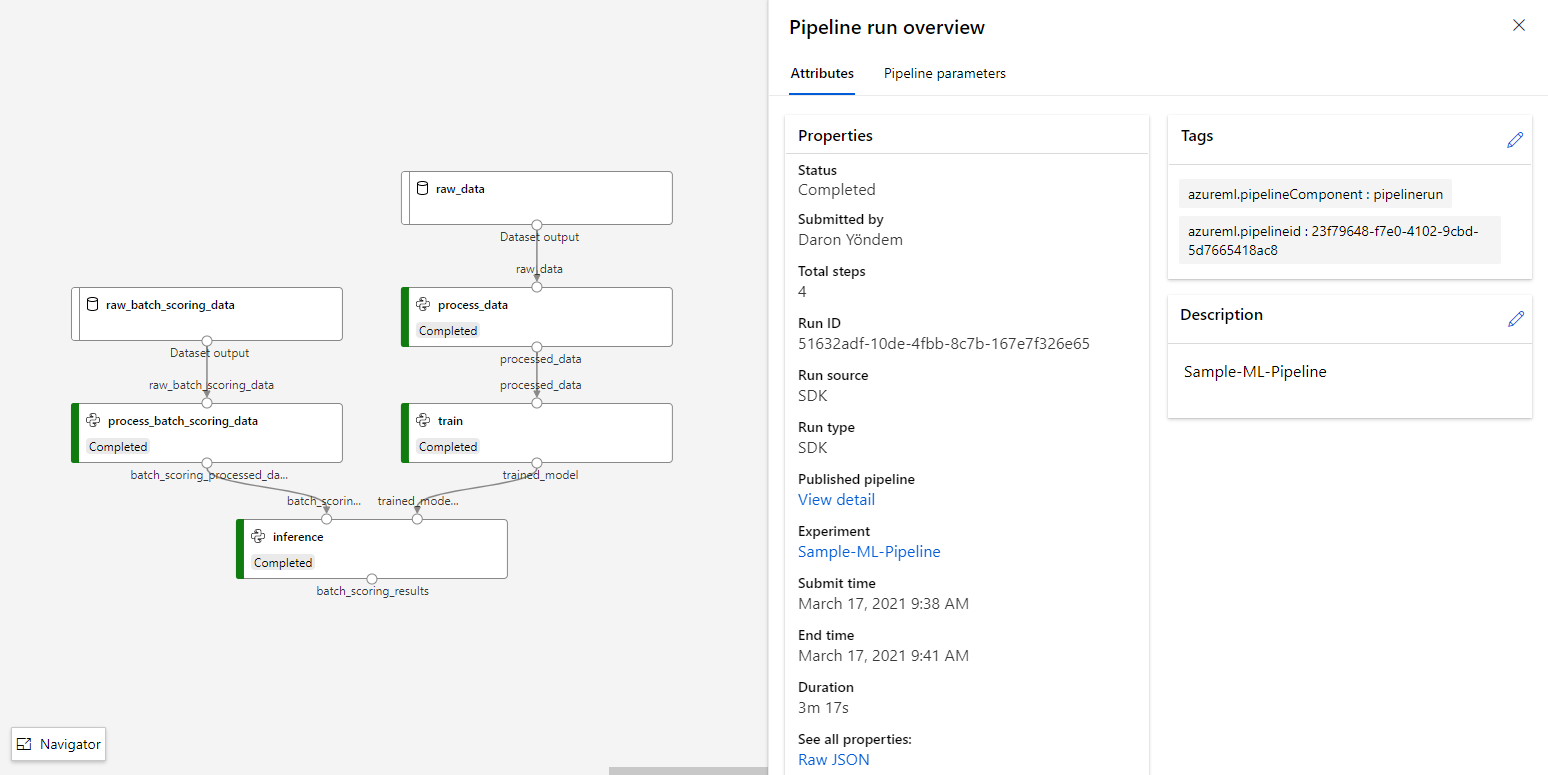 raw_data
Dataset output
raw_data
raw_batch_scoring_data
Dataset output
raw_batch_scoring_data
process_data
Completed
processed_data
processed_data
process_batch_scoring_data
Completed
batch_scoring_processed_da...
batch_scorin...
train
Completed
trained_model
trained_mode...
inference
Completed
batch_scoring_results
Navigator
Pipeline run overview
Attributes
Pipeline parameters
Properties
Status
Completed
Submitted by
Daron Yöndem
Total steps
4
Run ID
51632adf-10de-4fbb-8c7b-167e7f326e65
Run source
SDK
Run type
SDK
Published pipeline
View detail
Experiment
Sample-ML-Pipeline
Submit time
March 17, 2021 9:38 AM
End time
March 17, 2021 9:41 AM
Duration
3m 17s
See all properties:
Raw JSON
Tags
azureml.pipelineComponent : pipelinerun
azureml.pipelineid : 23f79648-f7e0-4102-9cbd-
5d7665418ac8
Description
Sample-ML-Pipeline